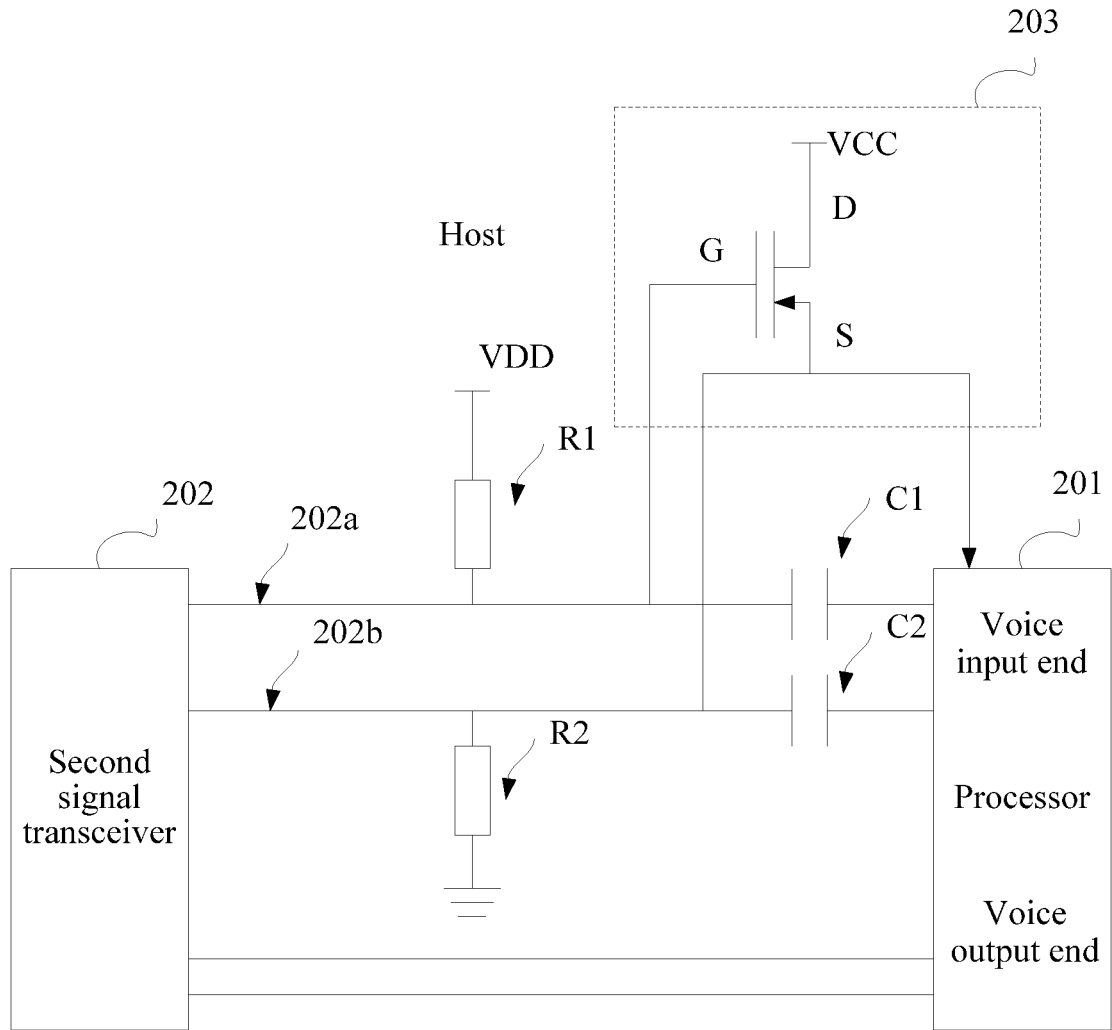 203
VCC
D
Host
G
S
VDD
R1
202
202a
C1
201
202b
C2
Voice
input end
R2
Second
signal
transceiver
Processor
Voice
output end